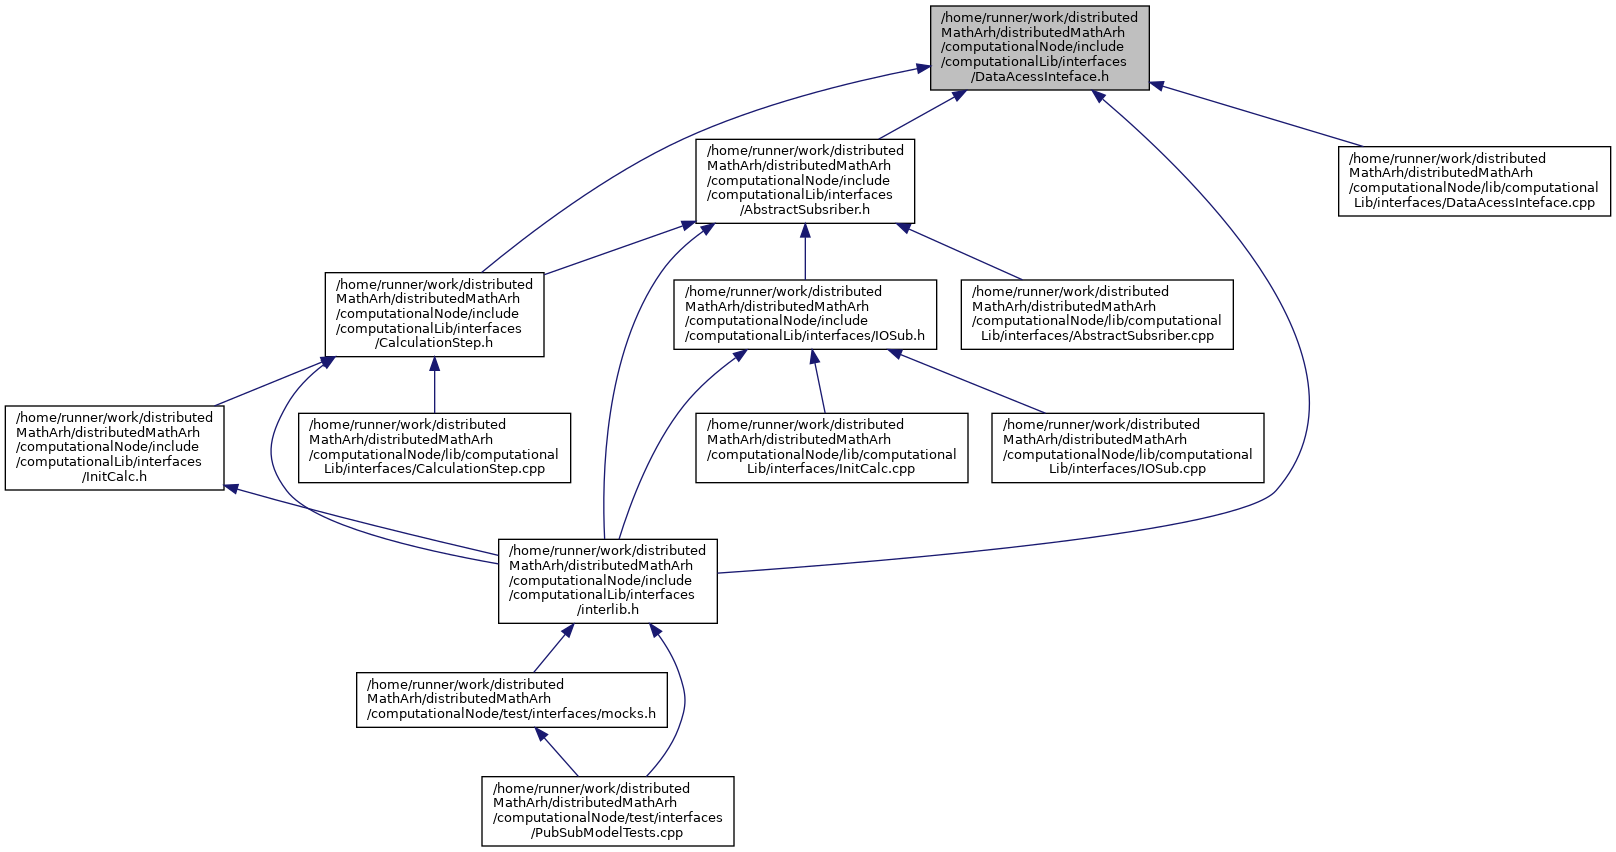 /home/runner/work/distributed
MathArh/distributedMathArh
/computationalNode/include
/computationalLib/interfaces
/DataAcessInteface.h
/home/runner/work/distributed
MathArh/distributedMathArh
/computationalNode/include
/computationalLib/interfaces
/AbstractSubsriber.h
/home/runner/work/distributed
MathArh/distributedMathArh
/computationalNode/lib/computational
Lib/interfaces/DataAcessInteface.cpp
/home/runner/work/distributed
MathArh/distributedMathArh
/computationalNode/include
/computationalLib/interfaces
/CalculationStep.h
/home/runner/work/distributed
MathArh/distributedMathArh
/computationalNode/include
/computationalLib/interfaces/IOSub.h
/home/runner/work/distributed
MathArh/distributedMathArh
/computationalNode/lib/computational
Lib/interfaces/AbstractSubsriber.cpp
/home/runner/work/distributed
MathArh/distributedMathArh
/computationalNode/include
/computationalLib/interfaces
/InitCalc.h
/home/runner/work/distributed
MathArh/distributedMathArh
/computationalNode/lib/computational
Lib/interfaces/CalculationStep.cpp
/home/runner/work/distributed
MathArh/distributedMathArh
/computationalNode/lib/computational
Lib/interfaces/InitCalc.cpp
/home/runner/work/distributed
MathArh/distributedMathArh
/computationalNode/lib/computational
Lib/interfaces/IOSub.cpp
/home/runner/work/distributed
MathArh/distributedMathArh
/computationalNode/include
/computationalLib/interfaces
/interlib.h
/home/runner/work/distributed
MathArh/distributedMathArh
/computationalNode/test/interfaces/mocks.h
/home/runner/work/distributed
MathArh/distributedMathArh
/computationalNode/test/interfaces
/PubSubModelTests.cpp